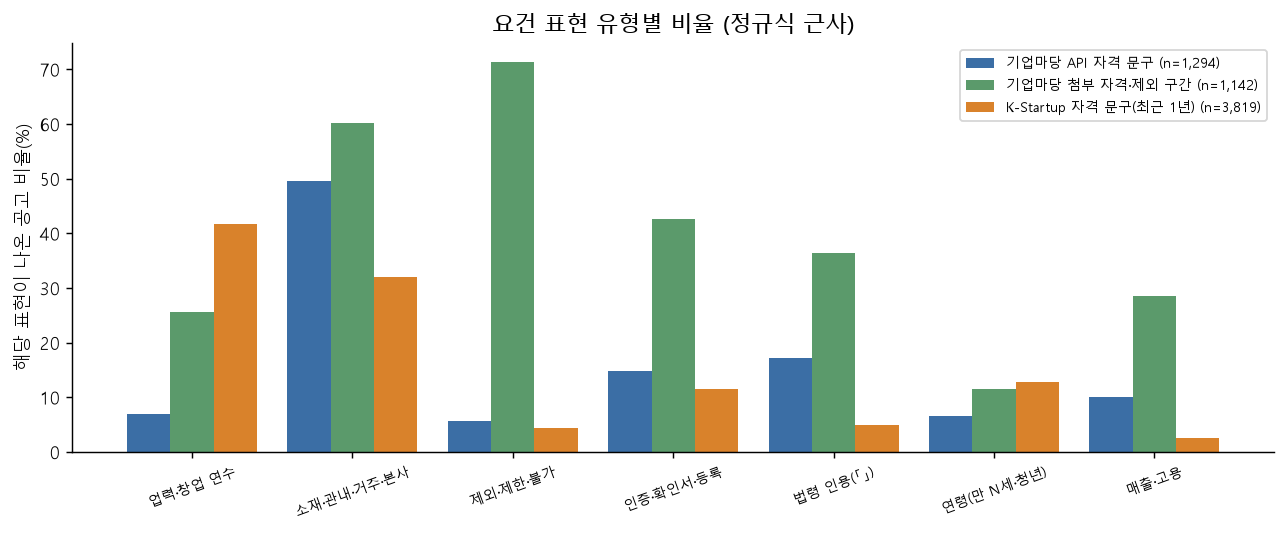 요건 표현 유형별 비율 (정규식 근사)
기업마당 API 자격 문구 (n=1,294)
기업마당 첨부 자격·제외 구간 (n=1,142)
K-Startup 자격 문구(최근 1년) (n=3,819)
해당 표현이 나온 공고 비율(%)
70
60
50
40
30
20
10
0
업력·창업 연수
소재·관내·거주·본사
제외·제한·불가
인증·확인서·등록
법령 인용(「」)
연령(만 N세·청년)
매출·고용